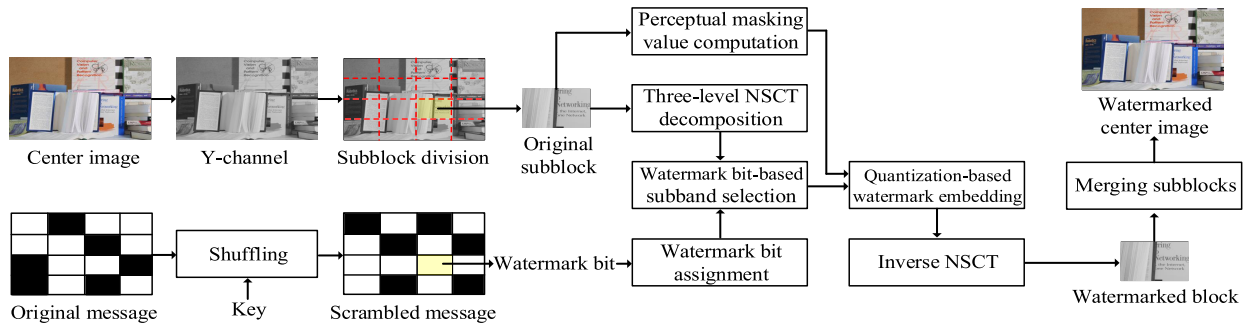 Perceptual masking
value computation
Center image
Y-channel
Subblock division
networking
Original
subblock
Three-level NSCT
decomposition
Watermark bit-based
subband selection
Quantization-based
watermark embedding
Watermarked
center image
Merging subblocks
Original message
Shuffling
Key
Scrambled message
Watermark bit
Watermark bit
assignment
Inverse NSCT
Watermarked block